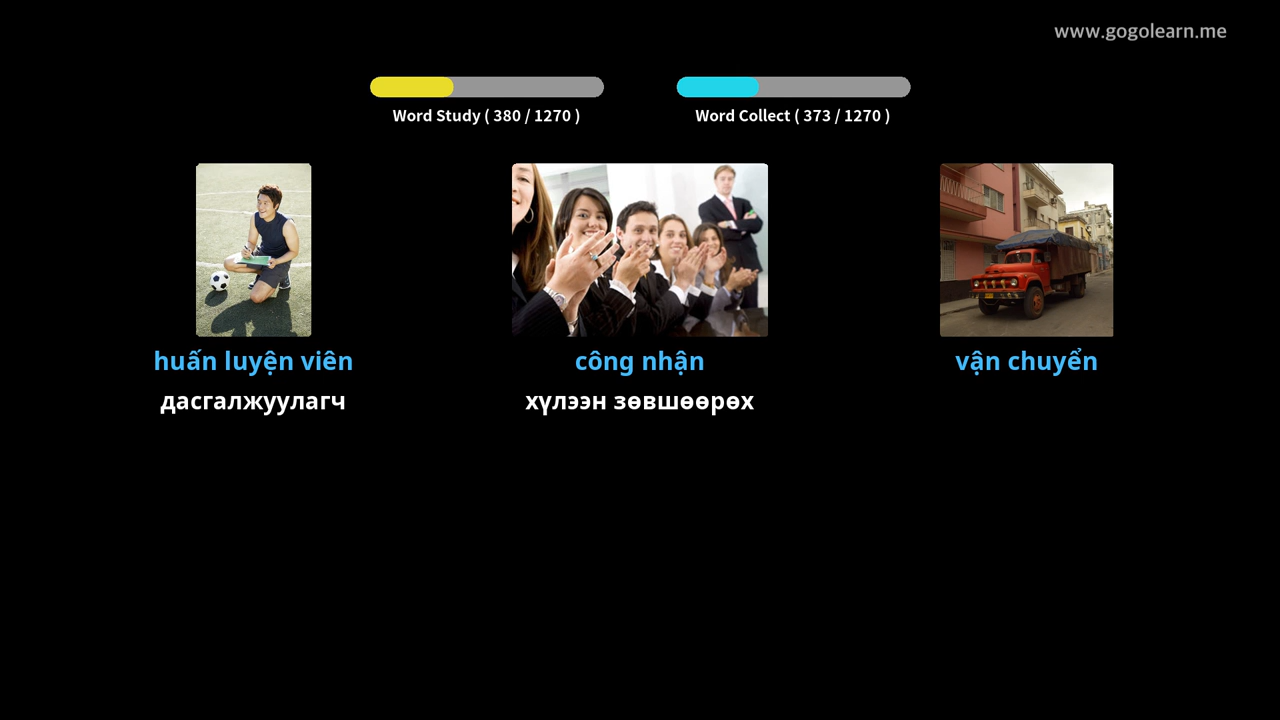 www.gogolearn.me
Word Study ( 380 / 1270 )
Word Collect ( 373 / 1270 )
huấn luyện viên
công nhận
vận chuyển
дасгалжуулагч
хүлээн зөвшөөрөх